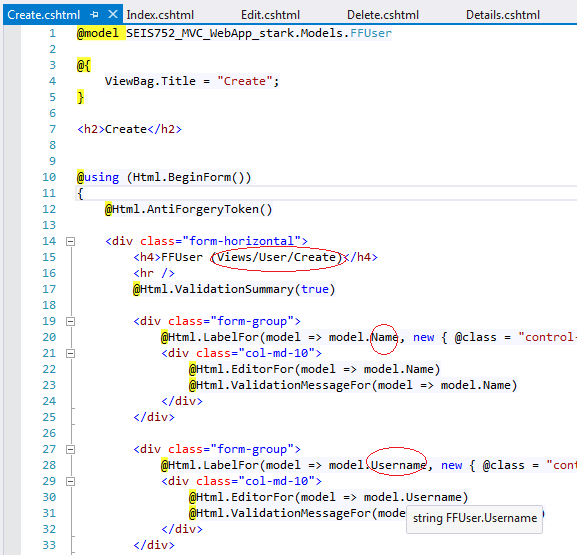 Create.cshtml Index.cshtml Edit.cshtml Delete.cshtml Details.cshtml
1 @model SEIS752_MVC_WebApp_stark.Models.FFUser
2
3 @{
4 ViewBag.Title = "Create";
5 }
6
7 <h2>Create</h2>
8
9
10 @using (Html.BeginForm())
11 {
12 @Html.AntiForgeryToken()
13
14 <div class="form-horizontal">
15 <h4>FFUser (Views/User/Create)</h4>
16 <hr />
17 @Html.ValidationSummary(true)
18
19 <div class="form-group">
20 @Html.LabelFor(model => model.Name, new { @class = "control-
21 <div class="col-md-10">
22 @Html.EditorFor(model => model.Name)
23 @Html.ValidationMessageFor(model => model.Name)
24 </div>
25 </div>
26
27 <div class="form-group">
28 @Html.LabelFor(model => model.Username, new { @class = "cont
29 <div class="col-md-10">
30 @Html.EditorFor(model => model.Username)
31 @Html.ValidationMessageFor(mode
string FFUser.Username
32 </div>
33 </div>